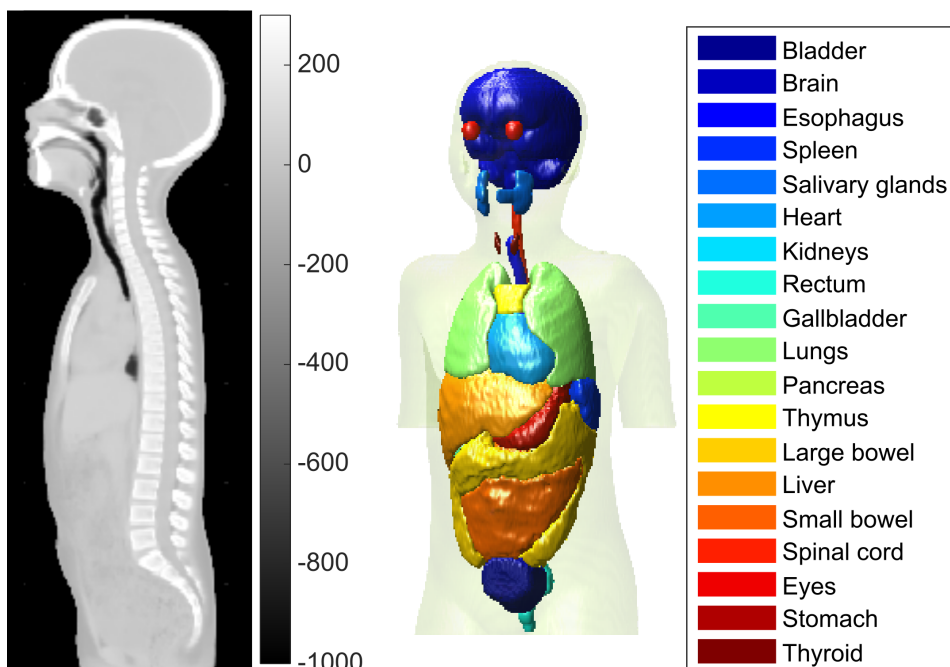 200
0
-200
-400
-600
-800
-1000
Bladder
Brain
Esophagus
Spleen
Salivary glands
Heart
Kidneys
Rectum
Gallbladder
Lungs
Pancreas
Thymus
Large bowel
Liver
Small bowel
Spinal cord
Eyes
Stomach
Thyroid